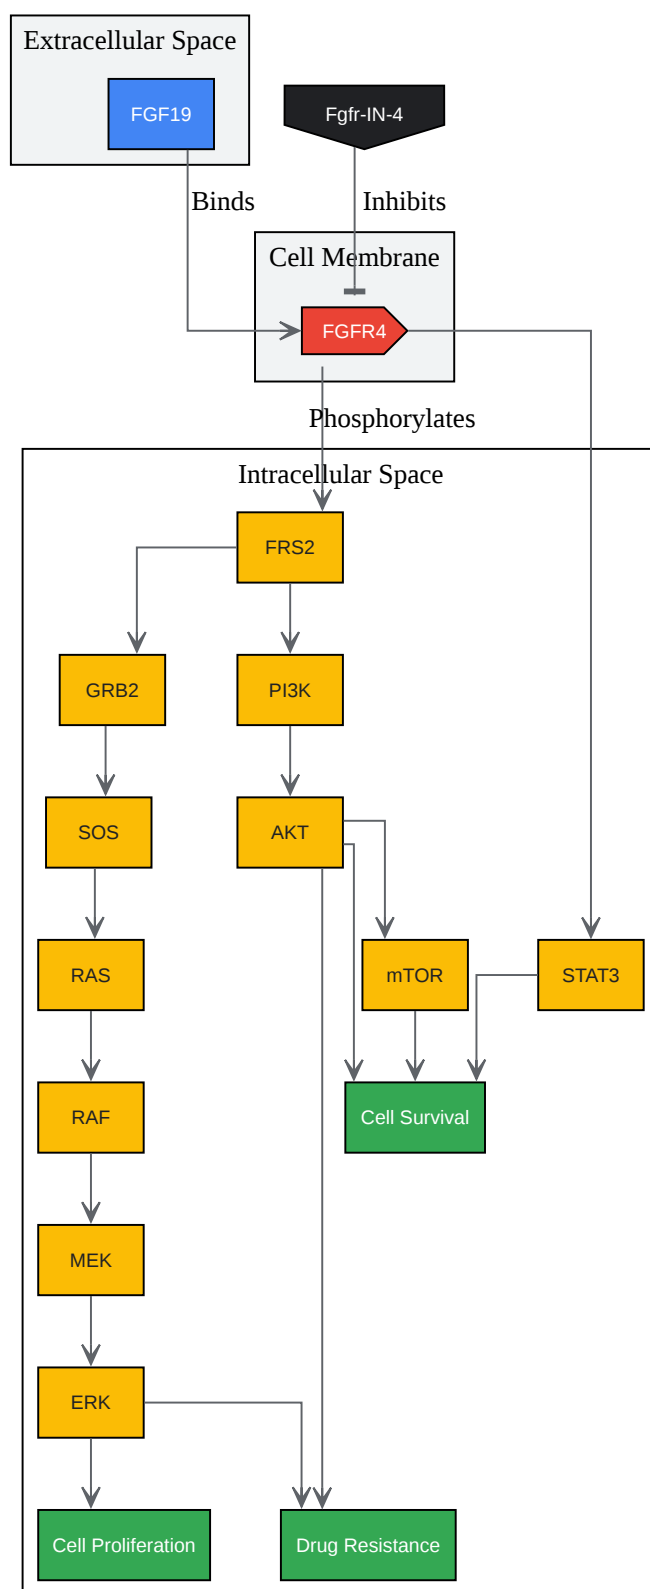 Extracellular Space
FGF19
Fgfr-IN-4
Binds
Inhibits
Cell Membrane
FGFR4
Phosphorylates
Intracellular Space
FRS2
GRB2
PI3K
SOS
AKT
RAS
mTOR
STAT3
RAF
Cell Survival
MEK
ERK
Cell Proliferation
Drug Resistance